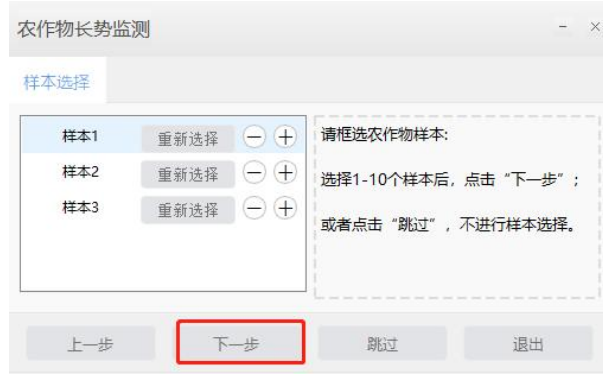 农作物长势监测
样本选择
样本1 重新选择
样本2 重新选择
样本3 重新选择
请框选农作物样本:
选择1-10个样本后，点击“下一步”；
或者点击“跳过”，不进行样本选择。
上一步 下一步 跳过 退出